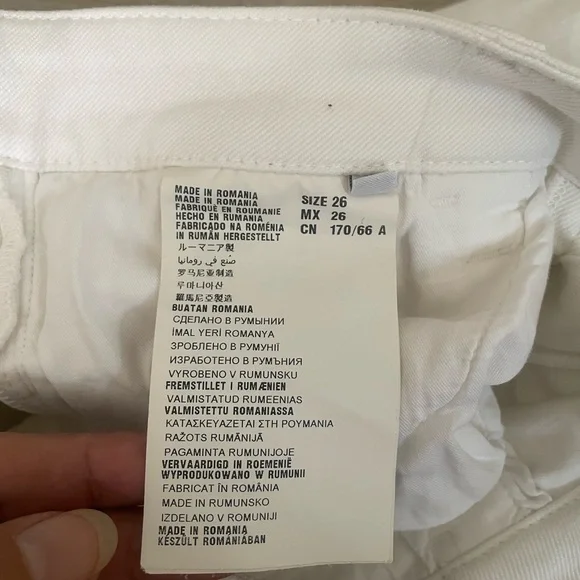 MADE IN ROMANIA
MADE IN ROMANIA
FABRIQUÉ EN ROUMANIE
HECHO EN RUMANIA
FABRICADO NA ROMÉNIA
IN RUMÄN HERGESTELLT
ルーマニア製
صنع في رومانيا
罗马尼亚制造
루마니아산
羅馬尼亞製造
BUATAN ROMANIA
СДЕЛАНО В РУМЫНИИ
İMAL YERİ ROMANYA
ЗРОБЛЕНО В РУМУНІЇ
ИЗРАБОТЕНО В РУМЪНИЯ
VYROBENO V RUMUNSKU
FREMSTILLET I RUMÆNIEN
VALMISTATUD RUMEENIAS
VALMISTETTU ROMANIASSA
ΚΑΤΑΣΚΕΥΑΖΕΤΑΙ ΣΤΗ ΡΟΥΜΑΝΙΑ
RAŽOTS RUMĀNIJĀ
PAGAMINTA RUMUNIJOJE
VERVAARDIGD IN ROEMENIË
WYPRODUKOWANO W RUMUNII
FABRICAT ÎN ROMÂNIA
MADE IN RUMUNSKO
IZDELANO V ROMUNIJI
MADE IN ROMANIA
KÉSZÜLT ROMÁNIÁBAN
SIZE 26
MX 26
CN 170/66 A